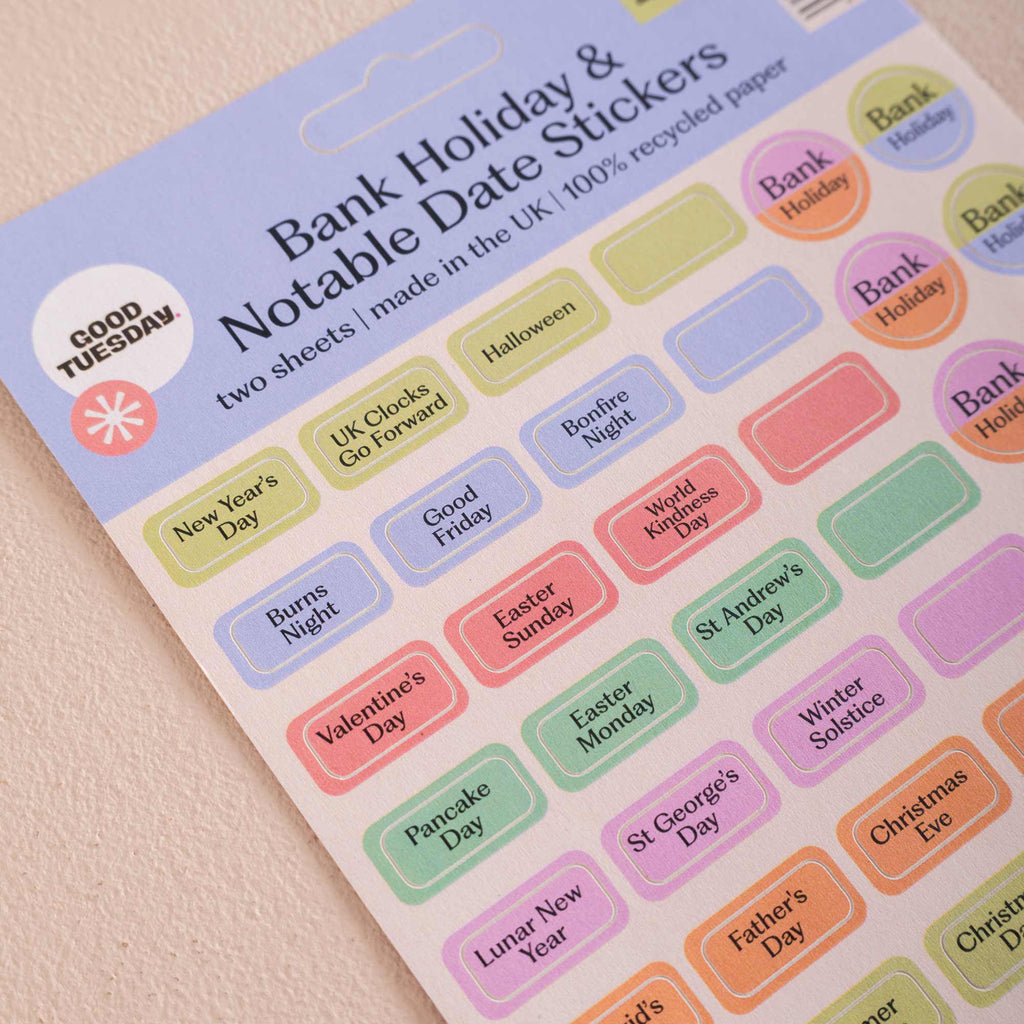 Bank Holiday &
Notable Date Stickers
two sheets | made in the UK | 100% recycled paper
GOOD
TUESDAY.
New Year's
Day
UK Clocks
Go Forward
Halloween
Bank
Holiday
Bank
Holiday
Burns
Night
Good
Friday
Bonfire
Night
Bank
Holiday
Bank
Valentine's
Day
Easter
Sunday
World
Kindness
Day
Bank
Pancake
Day
Easter
Monday
St Andrew's
Day
Lunar New
Year
St George's
Day
Winter
Solstice
Father's
Day
Christmas
Eve